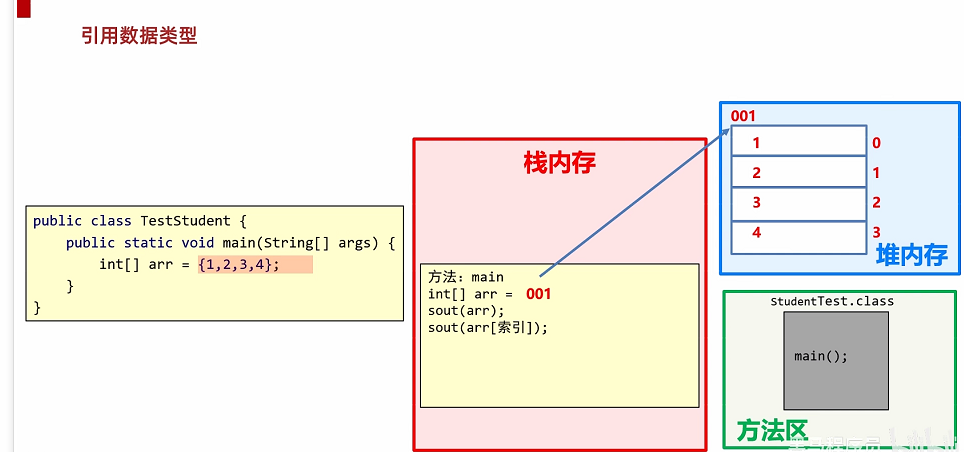 引用数据类型
public class TestStudent {
public static void main(String[] args) {
int[] arr = {1,2,3,4};
}
}
栈内存
方法: main
int[] arr = 001
sout(arr);
sout(arr[索引]);
001
1 0
2 1
3 2
4 3
堆内存
StudentTest.class
main();
方法区